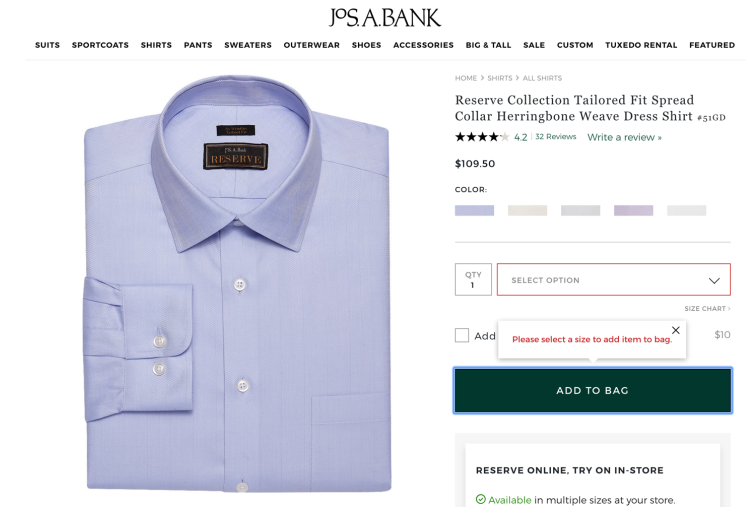 JOS. A. BANK
SUITS SPORTCOATS SHIRTS PANTS SWEATERS OUTERWEAR SHOES ACCESSORIES BIG & TALL SALE CUSTOM TUXEDO RENTAL FEATURED
HOME > SHIRTS > ALL SHIRTS
Reserve Collection Tailored Fit Spread
Collar Herringbone Weave Dress Shirt #51GD
4.2 | 32 Reviews Write a review »
$109.50
COLOR:
QTY
1
SELECT OPTION
SIZE CHART ›
Add
$10
Please select a size to add item to bag.
ADD TO BAG
RESERVE ONLINE, TRY ON IN-STORE
Available in multiple sizes at your store.
JoS. A. Bank
RESERVE